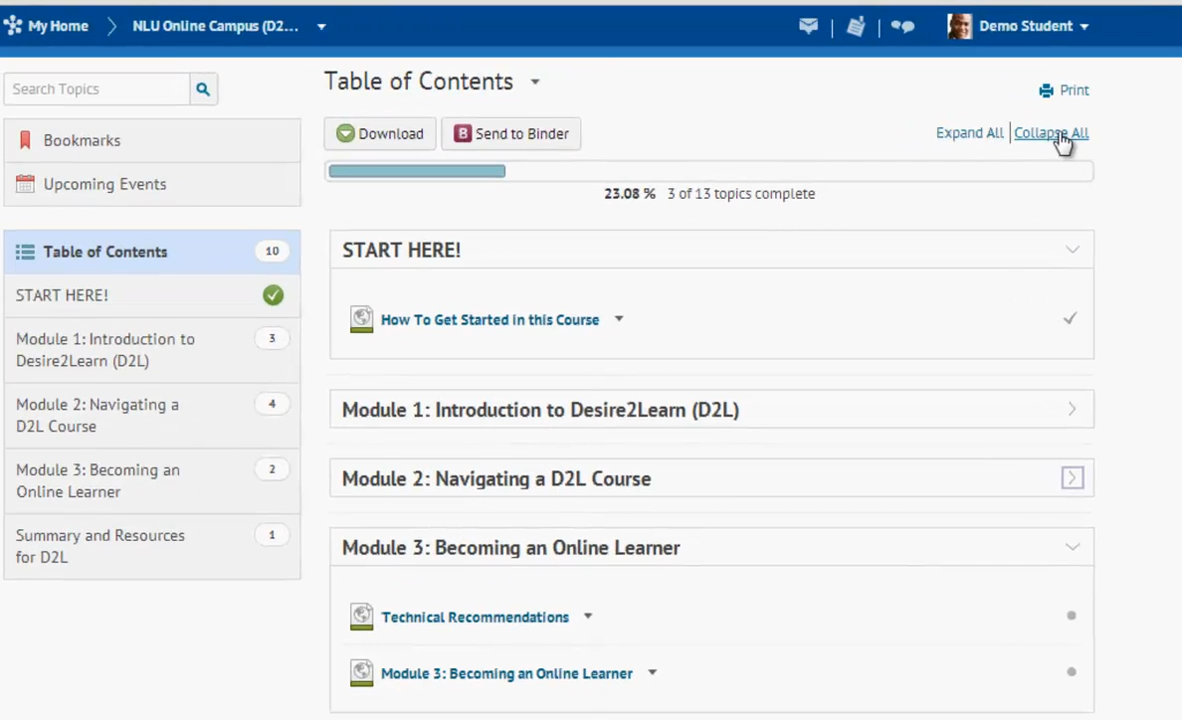 My Home
NLU Online Campus (D2...
Demo Student
Search Topics
Bookmarks
Upcoming Events
Table of Contents 10
START HERE!
Module 1: Introduction to 3
Desire2Learn (D2L)
Module 2: Navigating a 4
D2L Course
Module 3: Becoming an 2
Online Learner
Summary and Resources 1
for D2L
Table of Contents
Print
Download
B Send to Binder
Expand All
Collapse All
23.08 % 3 of 13 topics complete
START HERE!
How To Get Started in this Course
Module 1: Introduction to Desire2Learn (D2L)
Module 2: Navigating a D2L Course
Module 3: Becoming an Online Learner
Technical Recommendations
Module 3: Becoming an Online Learner